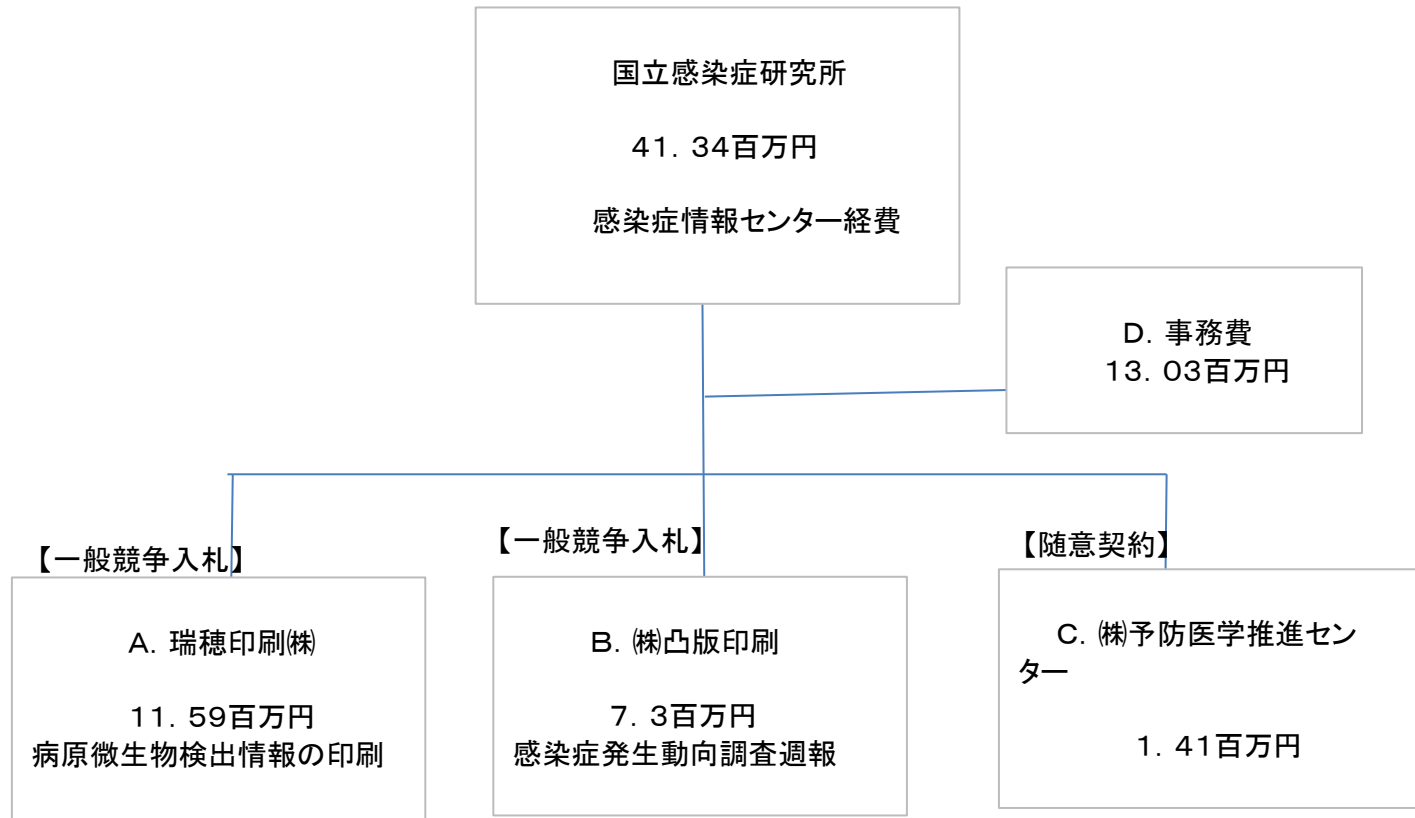 国立感染症研究所
41.34百万円
感染症情報センター経費
D.事務費
13.03百万円
【一般競争入札】
A.瑞穂印刷㈱
11.59百万円
病原微生物検出情報の印刷
【一般競争入札】
B.㈱凸版印刷
7.3百万円
感染症発生動向調査週報
【随意契約】
C.㈱予防医学推進セン
ター
1.41百万円